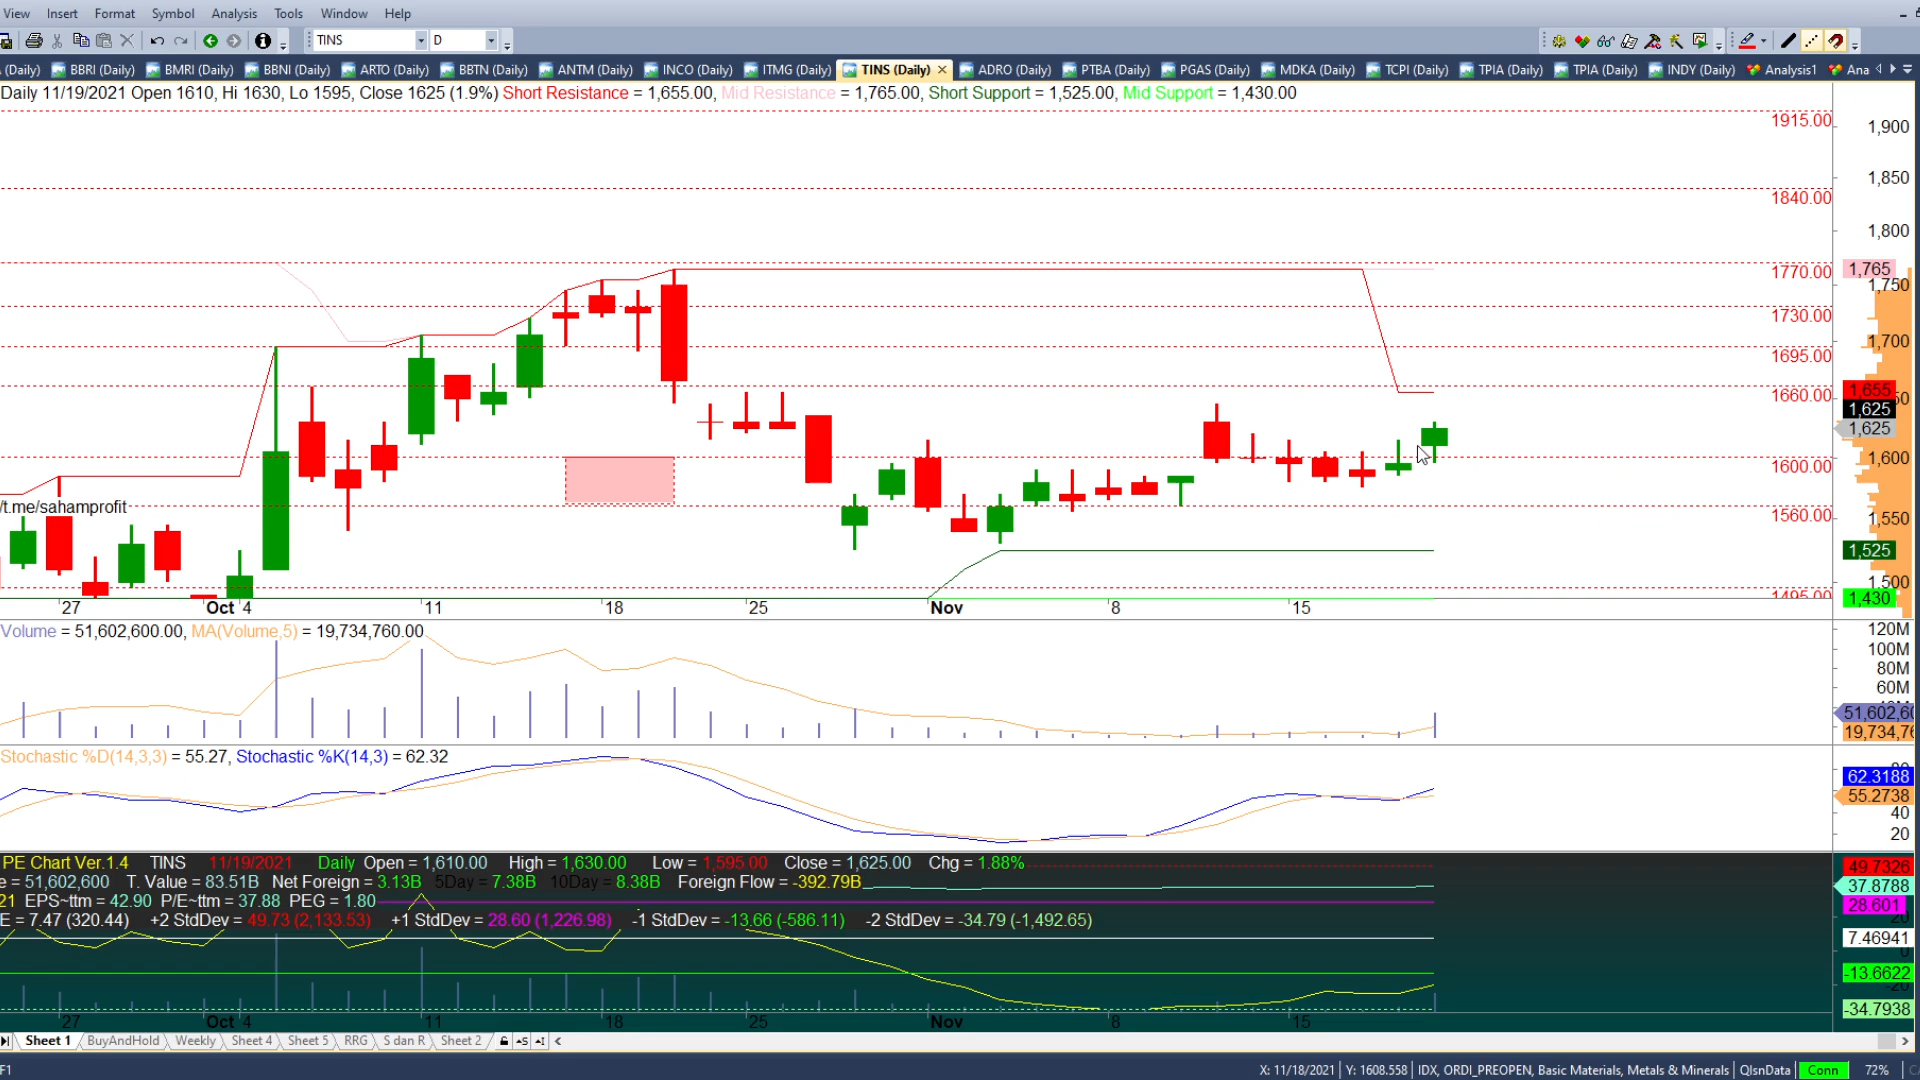 View Insert Format Symbol Analysis Tools Window Help
TINS D
(Daily) BBRI (Daily) BMRI (Daily) BBNI (Daily) ARTO (Daily) BBTN (Daily) ANTM (Daily) INCO (Daily) ITMG (Daily) TINS (Daily) ADRO (Daily) PTBA (Daily) PGAS (Daily) MDKA (Daily) TCPI (Daily) TPIA (Daily) TPIA (Daily) INDY (Daily) Analysis1 Ana
Daily 11/19/2021 Open 1610, Hi 1630, Lo 1595, Close 1625 (1.9%) Short Resistance = 1,655.00, Mid Resistance = 1,765.00, Short Support = 1,525.00, Mid Support = 1,430.00
1915.00 1,900
1,850
1840.00
1,800
1770.00 1,765
1,750
1730.00
1,700
1695.00
1660.00 1,655
1,625
1,625
1600.00 1,600
/t.me/sahamprofit
1560.00 1,550
1,525
1,500
1495.00 1,430
27 Oct 4 11 18 25 Nov 8 15
Volume = 51,602,600.00, MA(Volume,5) = 19,734,760.00
120M
100M
80M
60M
51,602,60
19,734,76
Stochastic %D(14,3,3) = 55.27, Stochastic %K(14,3) = 62.32
62.3188
55.2738
40
20
PE Chart Ver.1.4 TINS 11/19/2021 Daily Open = 1,610.00 High = 1,630.00 Low = 1,595.00 Close = 1,625.00 Chg = 1.88%
49.7326
e = 51,602,600 T. Value = 83.51B Net Foreign = 3.13B 5Day = 7.38B 10Day = 8.38B Foreign Flow = -392.79B
37.8788
21 EPS~ttm = 42.90 P/E~ttm = 37.88 PEG = 1.80
28.601
E = 7.47 (320.44) +2 StdDev = 49.73 (2,133.53) +1 StdDev = 28.60 (1,226.98) -1 StdDev = -13.66 (-586.11) -2 StdDev = -34.79 (-1,492.65)
7.46941
-13.6622
-34.7938
27 Oct 4 11 18 25 Nov 8 15
Sheet 1 BuyAndHold Weekly Sheet 4 Sheet 5 RRG S dan R Sheet 2
F1 X: 11/18/2021 Y: 1608.558 IDX, ORDI_PREOPEN, Basic Materials, Metals & Minerals QlsnData Conn 72%